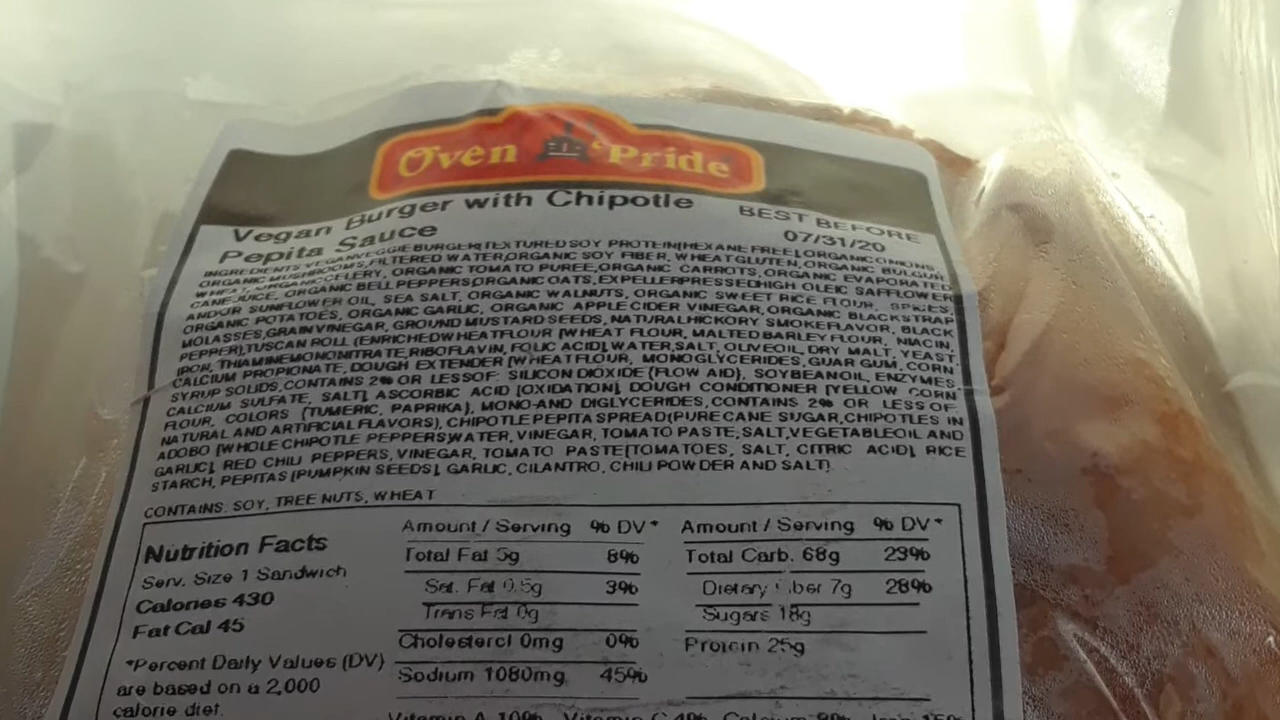 Oven Pride
Vegan Burger with Chipotle
Pepita Sauce
BEST BEFORE
07/31/20
INGREDIENTS VEGAN VEGGIE BURGER(TEXTURED SOY PROTEIN(HEXANE FREE), ORGANIC ONIONS,
ORGANIC MUSHROOMS, FILTERED WATER, ORGANIC SOY FIBER, WHEAT GLUTEN, ORGANIC BULGUR
WHEAT, ORGANIC CELERY, ORGANIC TOMATO PUREE, ORGANIC CARROTS, ORGANIC EVAPORATED
CANE JUICE, ORGANIC BELL PEPPERS ORGANIC OATS, EXPELLER PRESSED HIGH OLEIC SAFFLOWER
AND/UR SUNFLOWER OIL, SEA SALT, ORGANIC WALNUTS, ORGANIC SWEET RICE FLOUR, SPICES,
ORGANIC POTATOES, ORGANIC GARLIC, ORGANIC APPLE CIDER VINEGAR, ORGANIC BLACKSTRAP
MOLASSES, GRAIN VINEGAR, GROUND MUSTARD SEEDS, NATURAL HICKORY SMOKE FLAVOR, BLACK
PEPPER), TUSCAN ROLL (ENRICHED WHEAT FLOUR [WHEAT FLOUR, MALTED BARLEY FLOUR, NIACIN,
IRON, THIAMINE MONONITRATE, RIBOFLAVIN, FOLIC ACID], WATER, SALT, OLIVE OIL, DRY MALT, YEAST,
CALCIUM PROPIONATE, DOUGH EXTENDER [WHEAT FLOUR, MONOGLYCERIDES, GUAR GUM, CORN
SYRUP SOLIDS, CONTAINS 2% OR LESS OF: SILICON DIOXIDE (FLOW AID), SOYBEAN OIL, ENZYMES,
CALCIUM SULFATE, SALT], ASCORBIC ACID [OXIDATION], DOUGH CONDITIONER [YELLOW CORN
FLOUR, COLORS (TUMERIC, PAPRIKA), MONO-AND DIGLYCERIDES, CONTAINS 2% OR LESS OF:
NATURAL AND ARTIFICIAL FLAVORS), CHIPOTLE PEPITA SPREAD(PURE CANE SUGAR, CHIPOTLES IN
ADOBO [WHOLE CHIPOTLE PEPPERS, WATER, VINEGAR, TOMATO PASTE, SALT, VEGETABLE OIL AND
GARLIC], RED CHILI PEPPERS, VINEGAR, TOMATO PASTE[TOMATOES, SALT, CITRIC ACID], RICE
STARCH, PEPITAS [PUMPKIN SEEDS], GARLIC, CILANTRO, CHILI POWDER AND SALT)
CONTAINS: SOY, TREE NUTS, WHEAT
Nutrition Facts
Serv. Size 1 Sandwich
Calories 430
Fat Cal 45
*Percent Daily Values (DV)
are based on a 2,000
calorie diet.
Amount / Serving % DV*
Total Fat 5g 8%
Sat. Fat 0.5g 3%
Trans Fat 0g
Cholesterol 0mg 0%
Sodium 1080mg 45%
Amount / Serving % DV*
Total Carb. 68g 23%
Dietary Fiber 7g 28%
Sugars 18g
Protein 25g
Vitamin A 10% Vitamin C 4% Calcium 8% Iron 15%